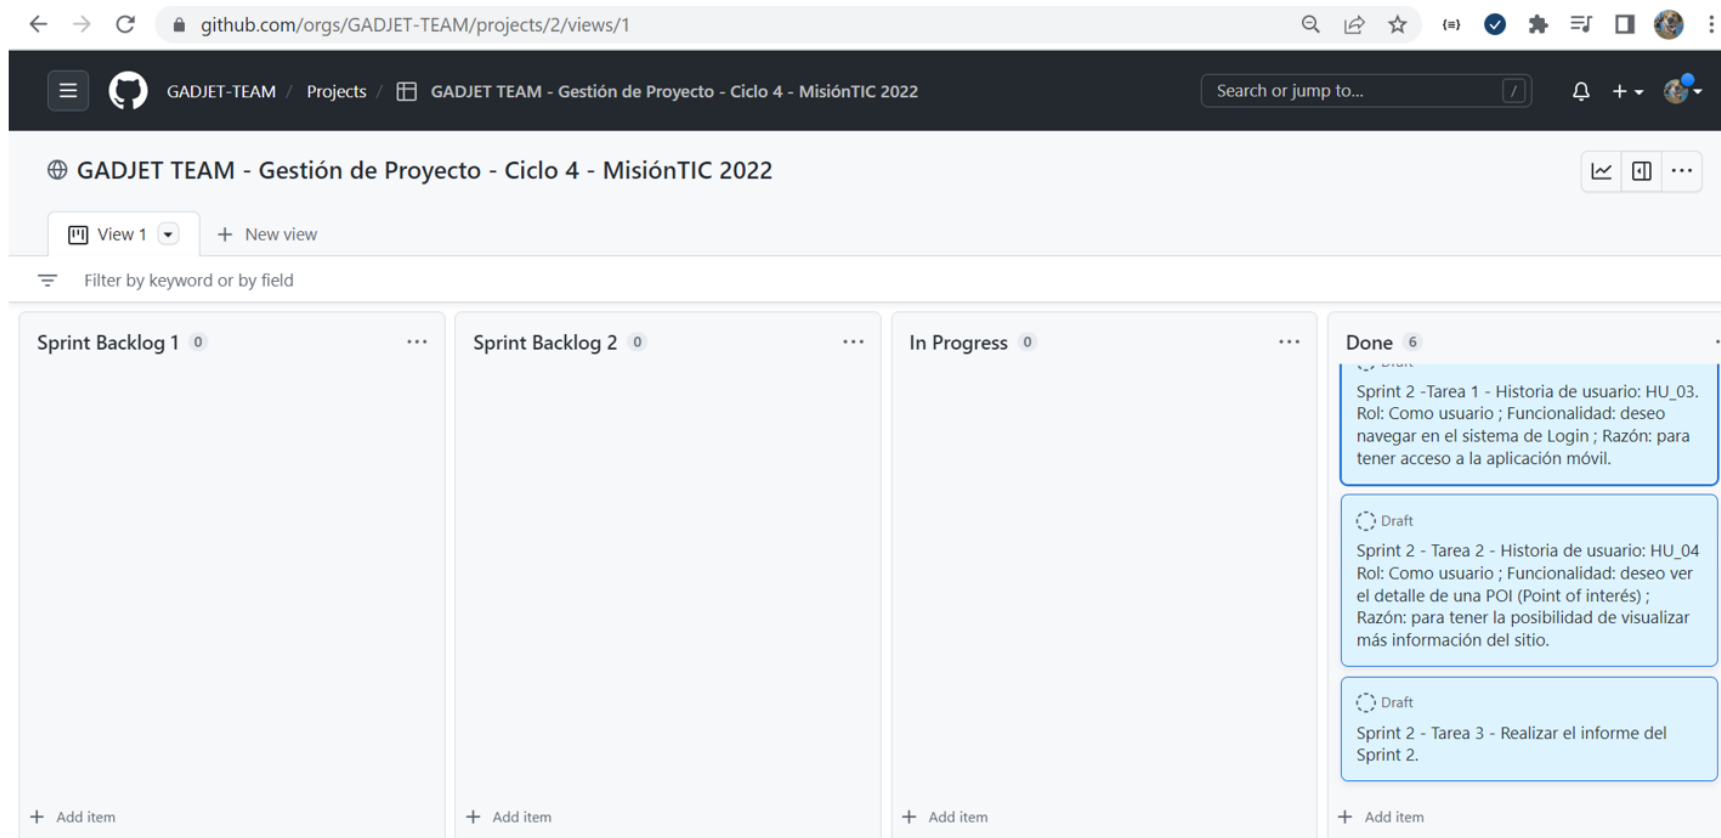 github.com/orgs/GADJET-TEAM/projects/2/views/1
GADJET-TEAM / Projects / GADJET TEAM - Gestión de Proyecto - Ciclo 4 - MisiónTIC 2022
Search or jump to... /
GADJET TEAM - Gestión de Proyecto - Ciclo 4 - MisiónTIC 2022
View 1
+ New view
Filter by keyword or by field
Sprint Backlog 1 0
Sprint Backlog 2 0
In Progress 0
Done 6
Draft
Sprint 2 -Tarea 1 - Historia de usuario: HU_03.
Rol: Como usuario ; Funcionalidad: deseo
navegar en el sistema de Login ; Razón: para
tener acceso a la aplicación móvil.
Draft
Sprint 2 - Tarea 2 - Historia de usuario: HU_04
Rol: Como usuario ; Funcionalidad: deseo ver
el detalle de una POI (Point of interés) ;
Razón: para tener la posibilidad de visualizar
más información del sitio.
Draft
Sprint 2 - Tarea 3 - Realizar el informe del
Sprint 2.
+ Add item
+ Add item
+ Add item
+ Add item